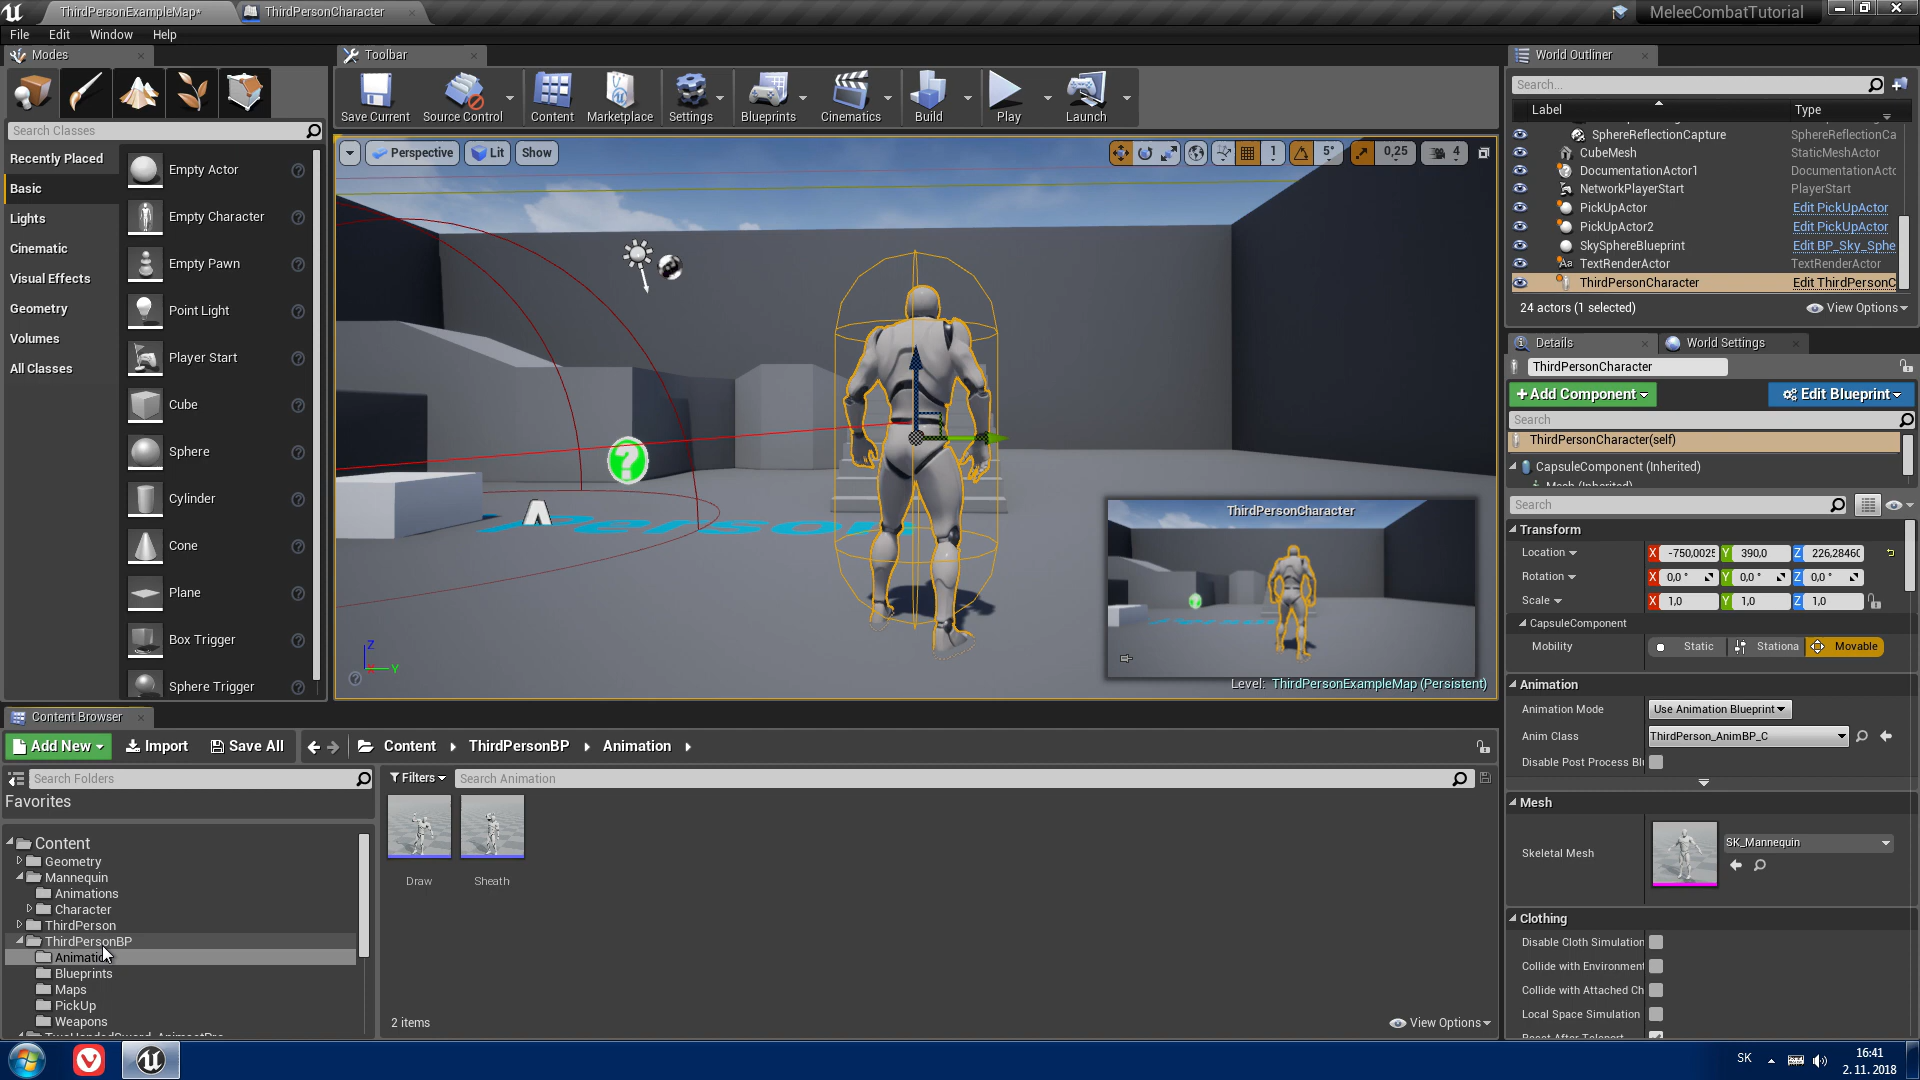 ThirdPersonExampleMap*
ThirdPersonCharacter
MeleeCombatTutorial
File Edit Window Help
Modes
Toolbar
World Outliner
Save Current
Source Control
Content
Marketplace
Settings
Blueprints
Cinematics
Build
Play
Launch
Search Classes
Recently Placed
Basic
Lights
Cinematic
Visual Effects
Geometry
Volumes
All Classes
Empty Actor
Empty Character
Empty Pawn
Point Light
Player Start
Cube
Sphere
Cylinder
Cone
Plane
Box Trigger
Sphere Trigger
Perspective
Lit
Show
1
5°
0,25
4
Person
ThirdPersonCharacter
Z
X
Y
Level: ThirdPersonExampleMap (Persistent)
Search...
Label Type
SphereReflectionCapture SphereReflectionCa
CubeMesh StaticMeshActor
DocumentationActor1 DocumentationActo
NetworkPlayerStart PlayerStart
PickUpActor Edit PickUpActor
PickUpActor2 Edit PickUpActor
SkySphereBlueprint Edit BP_Sky_Sphe
TextRenderActor TextRenderActor
ThirdPersonCharacter Edit ThirdPersonC
24 actors (1 selected)
View Options
Details
World Settings
ThirdPersonCharacter
+Add Component
Edit Blueprint
Search
ThirdPersonCharacter(self)
CapsuleComponent (Inherited)
Mesh (Inherited)
Search
Transform
Location X -750,0025 Y 390,0 Z 226,28460
Rotation X 0,0 ° Y 0,0 ° Z 0,0 °
Scale X 1,0 Y 1,0 Z 1,0
CapsuleComponent
Mobility Static Stationa Movable
Animation
Animation Mode Use Animation Blueprint
Anim Class ThirdPerson_AnimBP_C
Disable Post Process Bl
Mesh
Skeletal Mesh SK_Mannequin
Clothing
Disable Cloth Simulation
Collide with Environment
Collide with Attached Ch
Local Space Simulation
Reset After Teleport
Content Browser
Add New
Import
Save All
Content
ThirdPersonBP
Animation
Search Folders
Filters
Search Animation
Favorites
Content
Geometry
Mannequin
Animations
Character
ThirdPerson
ThirdPersonBP
Animation
Blueprints
Maps
PickUp
Weapons
TwoHandedSword_AnimsetPro
Draw
Sheath
2 items
View Options
SK
16:41
2. 11. 2018